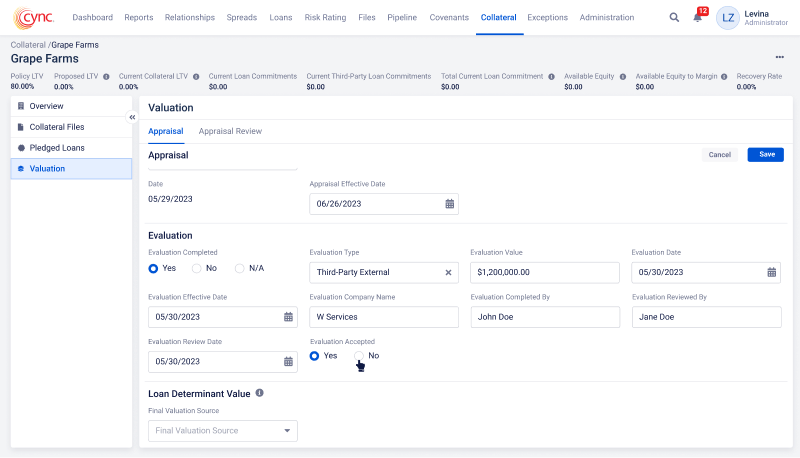 cync
Dashboard Reports Relationships Spreads Loans Risk Rating Files Pipeline Covenants Collateral Exceptions Administration
12
LZ
Levina
Administrator
Collateral /Grape Farms
Grape Farms
Policy LTV Proposed LTV Current Collateral LTV Current Loan Commitments Current Third-Party Loan Commitments Total Current Loan Commitment Available Equity Available Equity to Margin Recovery Rate
80.00% 0.00% 0.00% $0.00 $0.00 $0.00 $0.00 $0.00 0.00%
Overview
Collateral Files
Pledged Loans
Valuation
Valuation
Appraisal Appraisal Review
Appraisal Cancel Save
Date Appraisal Effective Date
05/29/2023 06/26/2023
Evaluation
Evaluation Completed Evaluation Type Evaluation Value Evaluation Date
Yes No N/A Third-Party External $1,200,000.00 05/30/2023
Evaluation Effective Date Evaluation Company Name Evaluation Completed By Evaluation Reviewed By
05/30/2023 W Services John Doe Jane Doe
Evaluation Review Date Evaluation Accepted
05/30/2023 Yes No
Loan Determinant Value
Final Valuation Source
Final Valuation Source